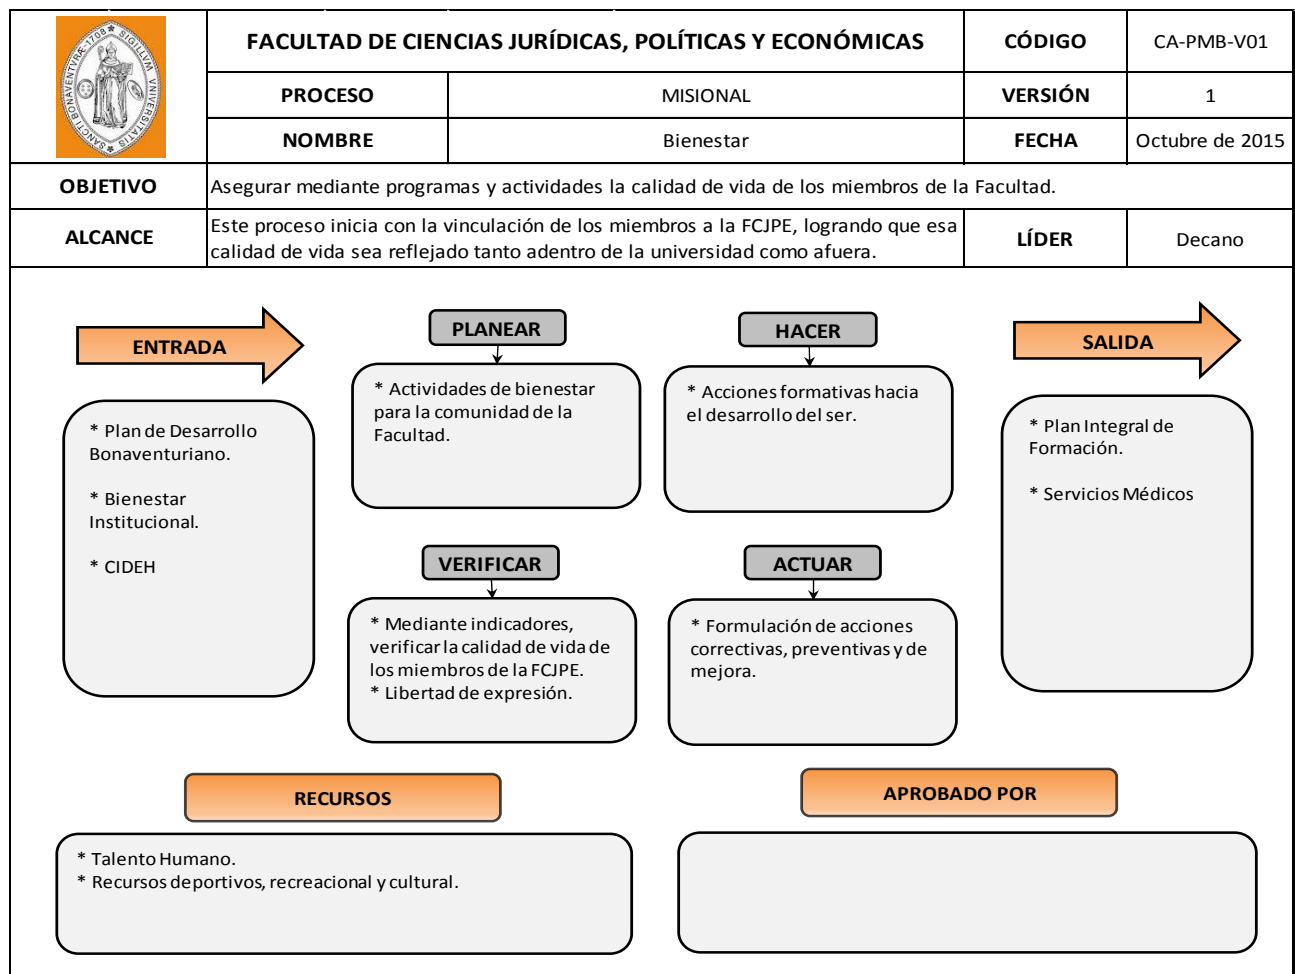 SANCTI BONAVENTURÆ-1708 SIGILLVM VNIVERSITATIS
FACULTAD DE CIENCIAS JURÍDICAS, POLÍTICAS Y ECONÓMICAS
CÓDIGO
CA-PMB-V01
PROCESO
MISIONAL
VERSIÓN
1
NOMBRE
Bienestar
FECHA
Octubre de 2015
OBJETIVO
Asegurar mediante programas y actividades la calidad de vida de los miembros de la Facultad.
ALCANCE
Este proceso inicia con la vinculación de los miembros a la FCJPE, logrando que esa
calidad de vida sea reflejado tanto adentro de la universidad como afuera.
LÍDER
Decano
ENTRADA
* Plan de Desarrollo
Bonaventuriano.
* Bienestar
Institucional.
* CIDEH
PLANEAR
* Actividades de bienestar
para la comunidad de la
Facultad.
HACER
* Acciones formativas hacia
el desarrollo del ser.
SALIDA
* Plan Integral de
Formación.
* Servicios Médicos
VERIFICAR
* Mediante indicadores,
verificar la calidad de vida de
los miembros de la FCJPE.
* Libertad de expresión.
ACTUAR
* Formulación de acciones
correctivas, preventivas y de
mejora.
RECURSOS
* Talento Humano.
* Recursos deportivos, recreacional y cultural.
APROBADO POR